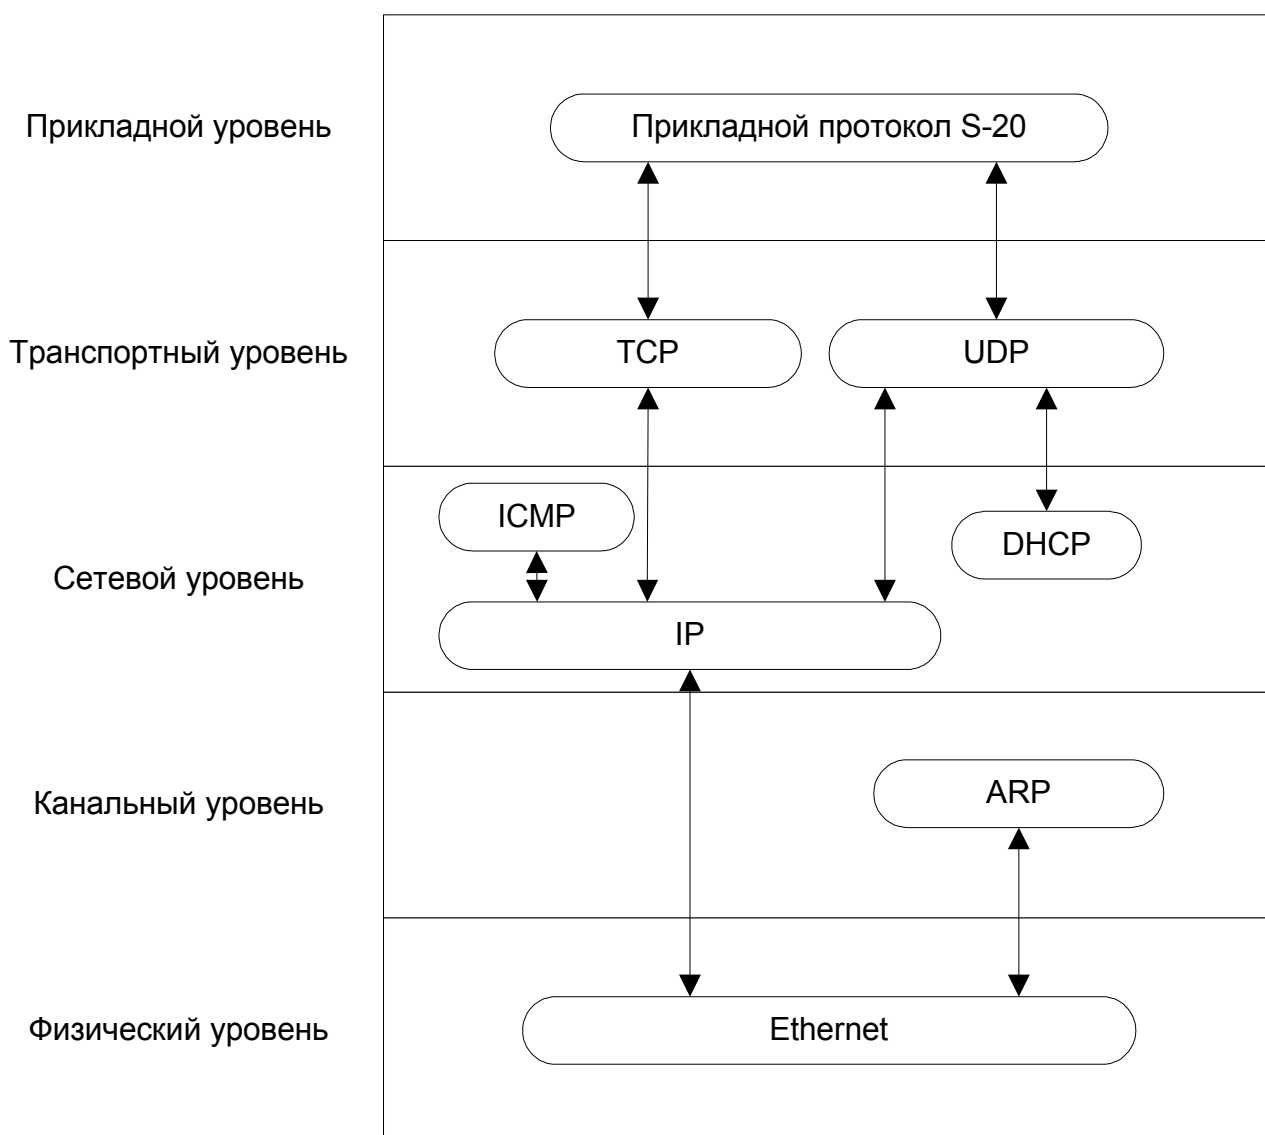 Прикладной уровень
Прикладной протокол S-20
Транспортный уровень
TCP
UDP
ICMP
DHCP
Сетевой уровень
IP
Канальный уровень
ARP
Физический уровень
Ethernet